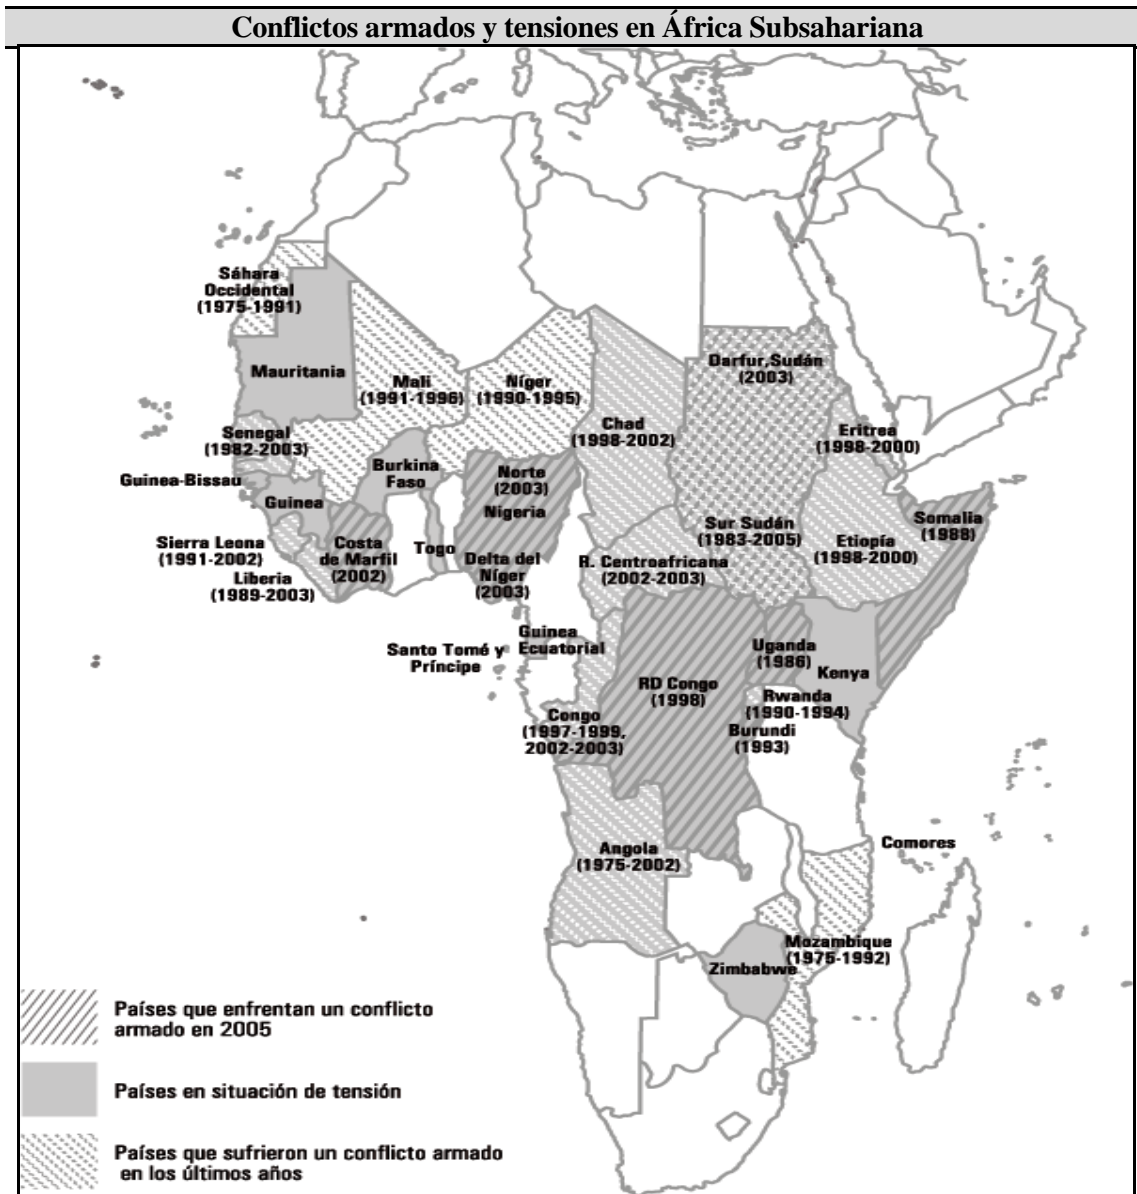 Conflictos armados y tensiones en África Subsahariana
Sáhara
Occidental
(1975-1991)
Mauritania
Mali
(1991-1996)
Níger
(1990-1995)
Chad
(1998-2002)
Darfur,Sudán
(2003)
Eritrea
(1998-2000)
Senegal
(1982-2003)
Guinea-Bissau
Guinea
Burkina
Faso
Norte
(2003)
Nigeria
Delta del
Níger
(2003)
Sierra Leona
(1991-2002)
Liberia
(1989-2003)
Costa
de Marfil
(2002)
Togo
R. Centroafricana
(2002-2003)
Sur Sudán
(1983-2005)
Etiopía
(1998-2000)
Somalia
(1988)
Santo Tomé y
Príncipe
Guinea
Ecuatorial
Uganda
(1986)
Kenya
RD Congo
(1998)
Rwanda
(1990-1994)
Burundi
(1993)
Congo
(1997-1999,
2002-2003)
Angola
(1975-2002)
Comores
Mozambique
(1975-1992)
Zimbabwe
Países que enfrentan un conflicto
armado en 2005
Países en situación de tensión
Países que sufrieron un conflicto armado
en los últimos años